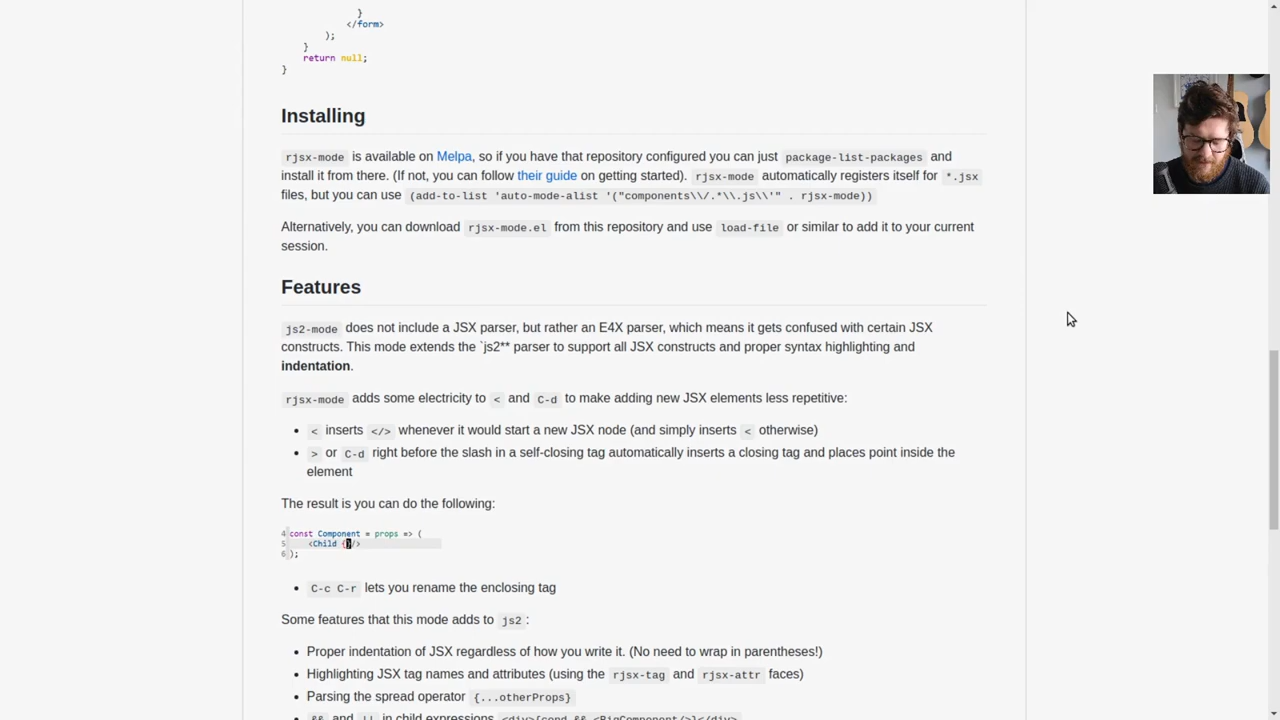 }
</form>
);
}
return null;
}
Installing
rjsx-mode is available on Melpa, so if you have that repository configured you can just package-list-packages and
install it from there. (If not, you can follow their guide on getting started). rjsx-mode automatically registers itself for *.jsx
files, but you can use (add-to-list 'auto-mode-alist '("components\\/.*\\.js\\'" . rjsx-mode))
Alternatively, you can download rjsx-mode.el from this repository and use load-file or similar to add it to your current
session.
Features
js2-mode does not include a JSX parser, but rather an E4X parser, which means it gets confused with certain JSX
constructs. This mode extends the `js2** parser to support all JSX constructs and proper syntax highlighting and
indentation.
rjsx-mode adds some electricity to < and C-d to make adding new JSX elements less repetitive:
• < inserts </> whenever it would start a new JSX node (and simply inserts < otherwise)
• > or C-d right before the slash in a self-closing tag automatically inserts a closing tag and places point inside the
element
The result is you can do the following:
4 const Component = props => (
5 <Child {}/>
6 );
• C-c C-r lets you rename the enclosing tag
Some features that this mode adds to js2:
• Proper indentation of JSX regardless of how you write it. (No need to wrap in parentheses!)
• Highlighting JSX tag names and attributes (using the rjsx-tag and rjsx-attr faces)
• Parsing the spread operator {...otherProps}
• && and || in child expressions <div>{cond && <BigComponent/>}</div>